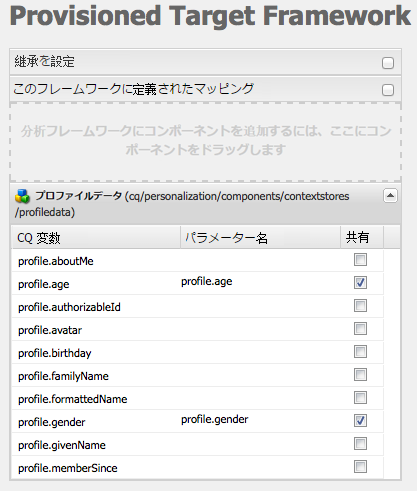 Provisioned Target Framework
継承を設定
このフレームワークに定義されたマッピング
分析フレームワークにコンポーネントを追加するには、ここにコン
ポーネントをドラッグします
プロファイルデータ (cq/personalization/components/contextstores
/profiledata)
CQ 変数 パラメーター名 共有
profile.aboutMe
profile.age profile.age
profile.authorizableId
profile.avatar
profile.birthday
profile.familyName
profile.formattedName
profile.gender profile.gender
profile.givenName
profile.memberSince